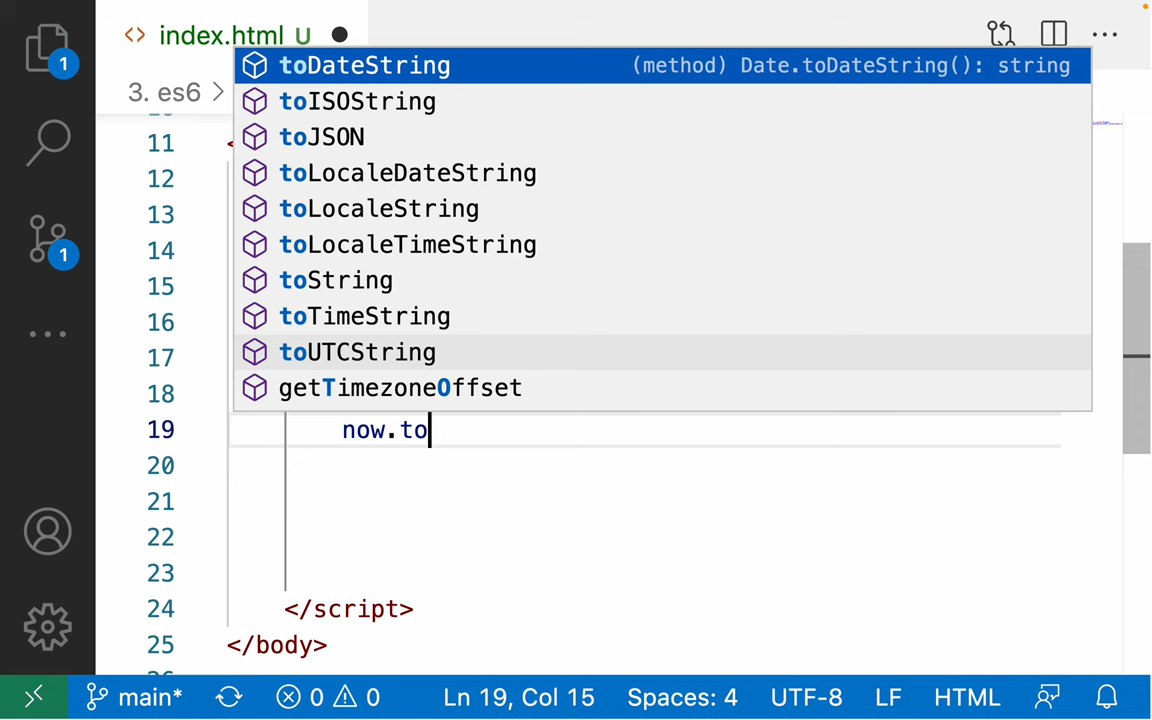 1
index.html U
3. es6
toDateString (method) Date.toDateString(): string
toISOString
toJSON
11
toLocaleDateString
12
toLocaleString
13
toLocaleTimeString
14
1
toString
15
toTimeString
16
toUTCString
17
getTimezoneOffset
18
19 now.to
20
21
22
23
24 </script>
25 </body>
main* 0 0 Ln 19, Col 15 Spaces: 4 UTF-8 LF HTML